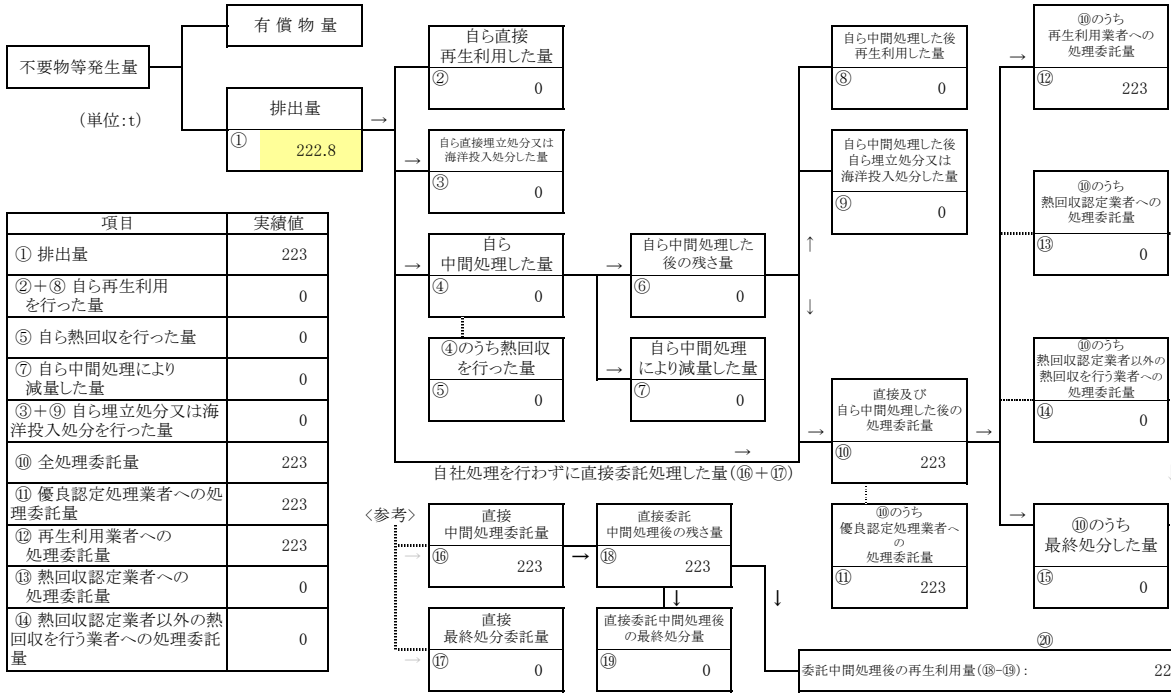 有 償 物 量
不要物等発生量
(単位:t)
排出量
→
①
222.8
自ら直接
再生利用した量
②
0
→
自ら直接埋立処分又は
海洋投入処分した量
③
0
→
自ら
中間処理した量
④
0
④のうち熱回収
を行った量
⑤
0
→
自ら中間処理した
後の残さ量
⑥
0
→
自ら中間処理
により減量した量
⑦
0
自ら中間処理した後
再生利用した量
⑧
0
自ら中間処理した後
自ら埋立処分又は
海洋投入処分した量
⑨
0
↑
↓
→
直接及び
自ら中間処理した後の
処理委託量
⑩
223
⑩のうち
優良認定処理業者へ
の
処理委託量
⑪
223
→
→
⑩のうち
再生利用業者への
処理委託量
⑫
223
⑩のうち
熱回収認定業者への
処理委託量
⑬
0
⑩のうち
熱回収認定業者以外の
熱回収を行う業者への
処理委託量
⑭
0
→
⑩のうち
最終処分した量
⑮
0
→
自社処理を行わずに直接委託処理した量(⑯+⑰)
項目 実績値
① 排出量 223
②+⑧ 自ら再生利用
を行った量 0
⑤ 自ら熱回収を行った量 0
⑦ 自ら中間処理により
減量した量 0
③+⑨ 自ら埋立処分又は海
洋投入処分を行った量 0
⑩ 全処理委託量 223
⑪ 優良認定処理業者への処
理委託量 223
⑫ 再生利用業者への
処理委託量 223
⑬ 熱回収認定業者への
処理委託量 0
⑭ 熱回収認定業者以外の熱
回収を行う業者への処理委託
量 0
〈参考〉
→
直接
中間処理委託量
⑯
223
→
直接委託
中間処理後の残さ量
⑱
223
↓
↓
→
直接
最終処分委託量
⑰
0
直接委託中間処理後
の最終処分量
⑲
0
⑳
委託中間処理後の再生利用量(⑱-⑲): 22